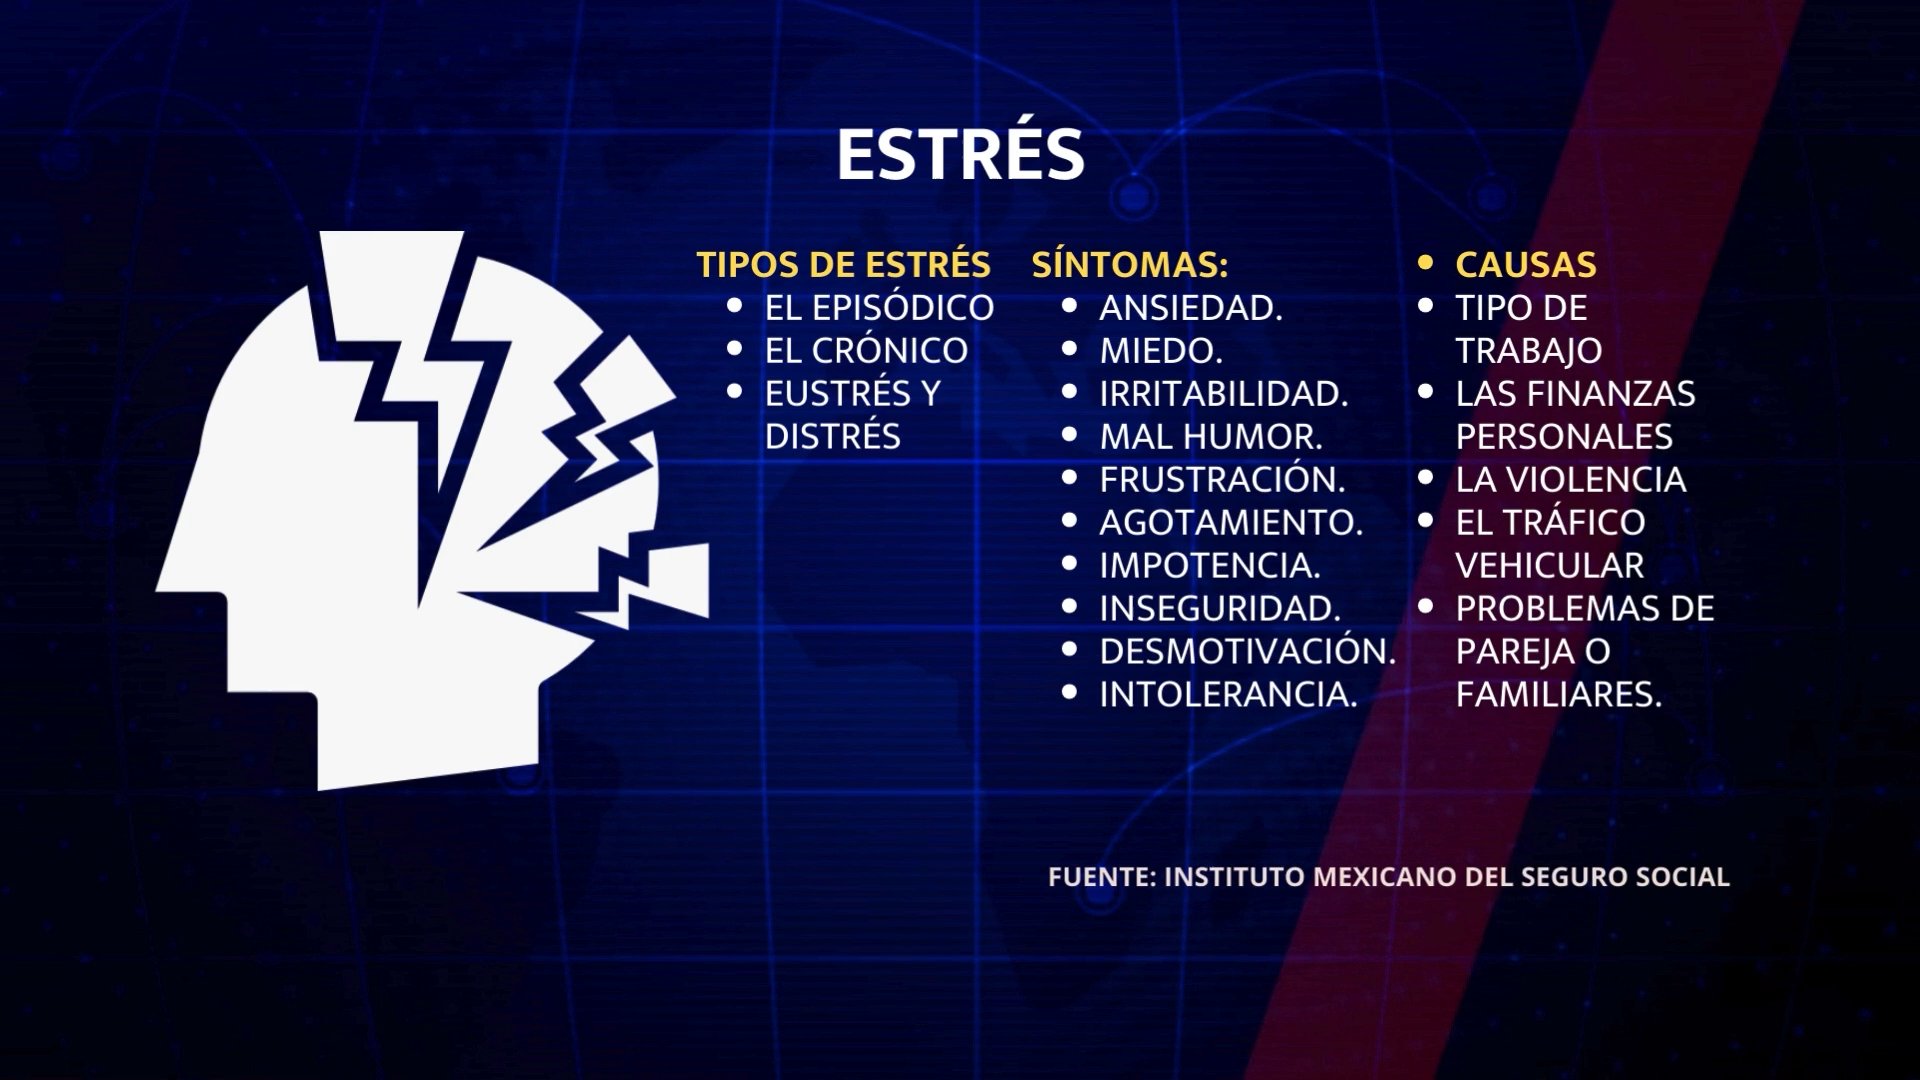 ESTRÉS
TIPOS DE ESTRÉS
EL EPISÓDICO
EL CRÓNICO
EUSTRÉS Y
DISTRÉS
SÍNTOMAS:
ANSIEDAD.
MIEDO.
IRRITABILIDAD.
MAL HUMOR.
FRUSTRACIÓN.
AGOTAMIENTO.
IMPOTENCIA.
INSEGURIDAD.
DESMOTIVACIÓN.
INTOLERANCIA.
CAUSAS
TIPO DE
TRABAJO
LAS FINANZAS
PERSONALES
LA VIOLENCIA
EL TRÁFICO
VEHICULAR
PROBLEMAS DE
PAREJA O
FAMILIARES.
FUENTE: INSTITUTO MEXICANO DEL SEGURO SOCIAL